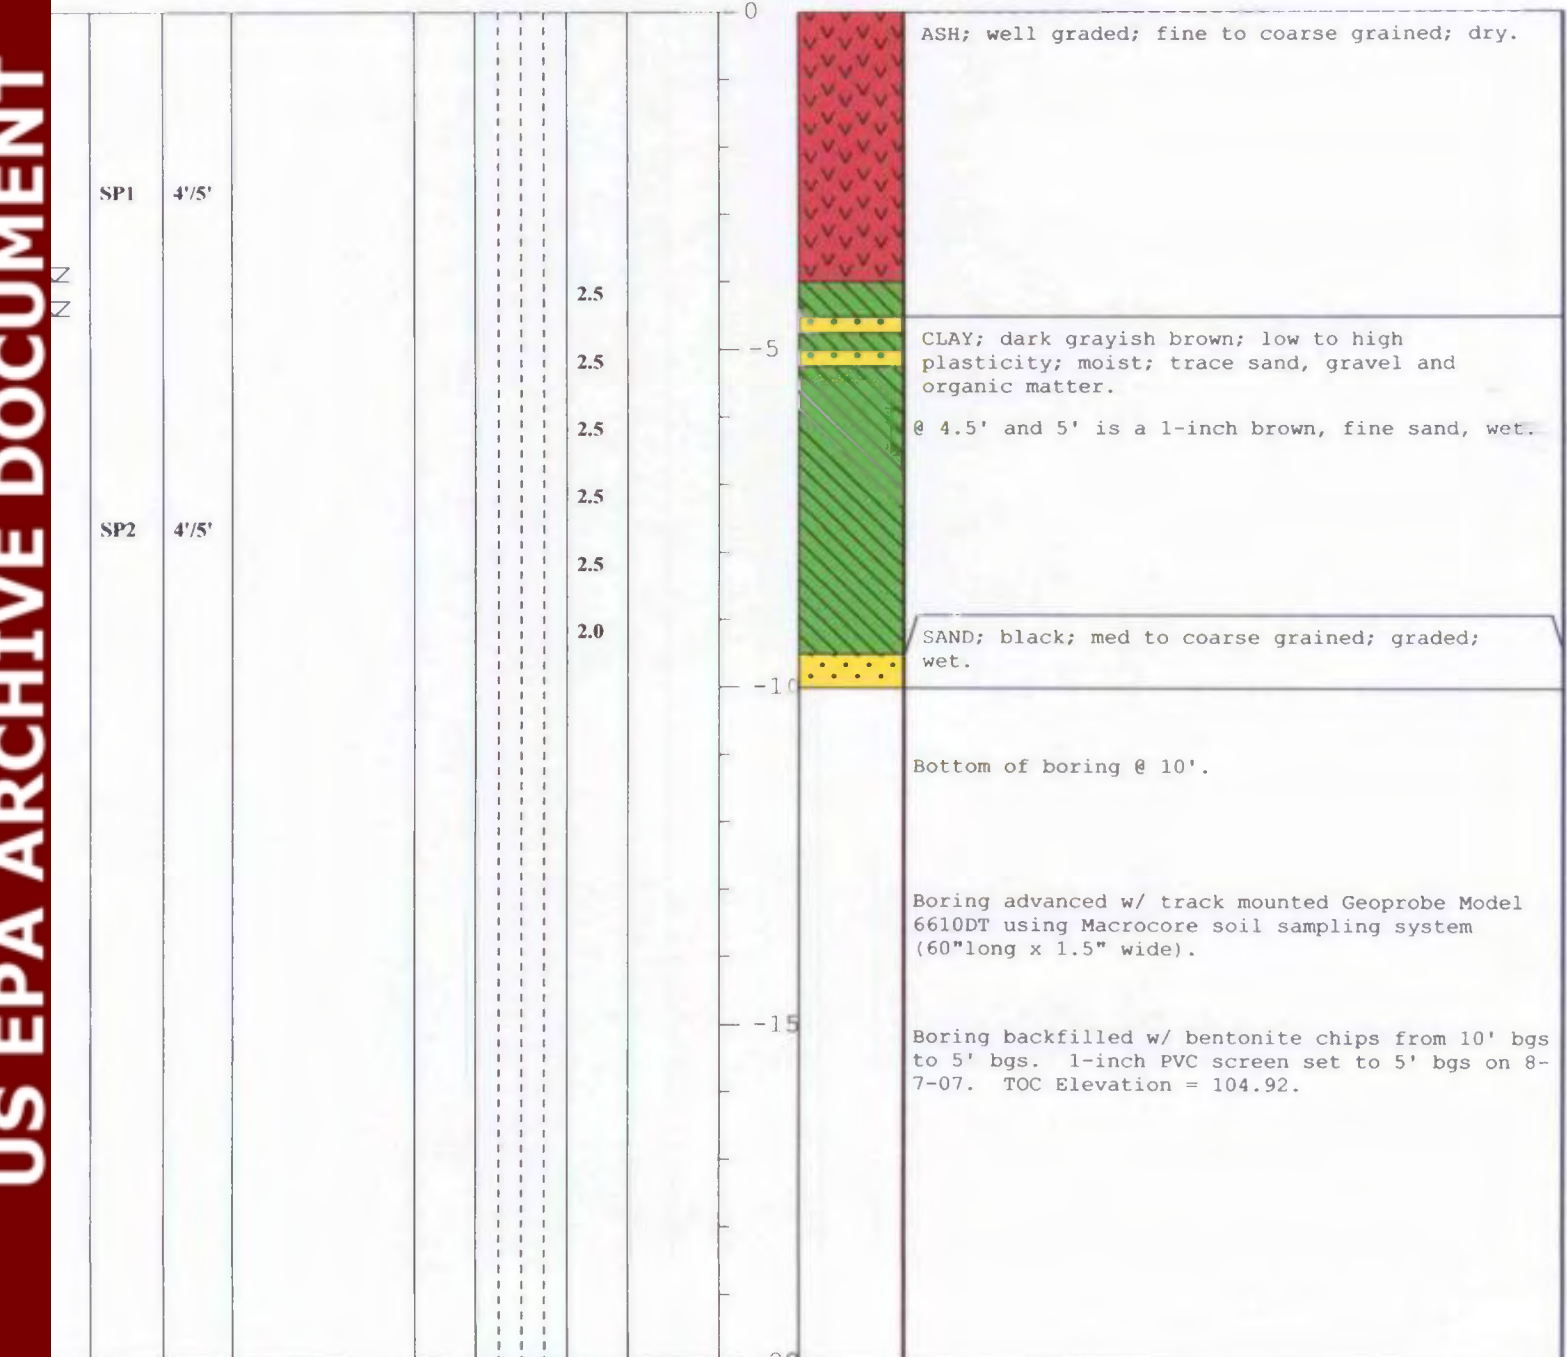 US EPA ARCHIVE DOCUMENT
0
ASH; well graded; fine to coarse grained; dry.
SP1 4'/5'
2.5
-5
CLAY; dark grayish brown; low to high
plasticity; moist; trace sand, gravel and
organic matter.
2.5
@ 4.5' and 5' is a 1-inch brown, fine sand, wet.
2.5
2.5
SP2 4'/5'
2.5
2.0
SAND; black; med to coarse grained; graded;
wet.
-10
Bottom of boring @ 10'.
Boring advanced w/ track mounted Geoprobe Model
6610DT using Macrocore soil sampling system
(60"long x 1.5" wide).
-15
Boring backfilled w/ bentonite chips from 10' bgs
to 5' bgs. 1-inch PVC screen set to 5' bgs on 8-
7-07. TOC Elevation = 104.92.